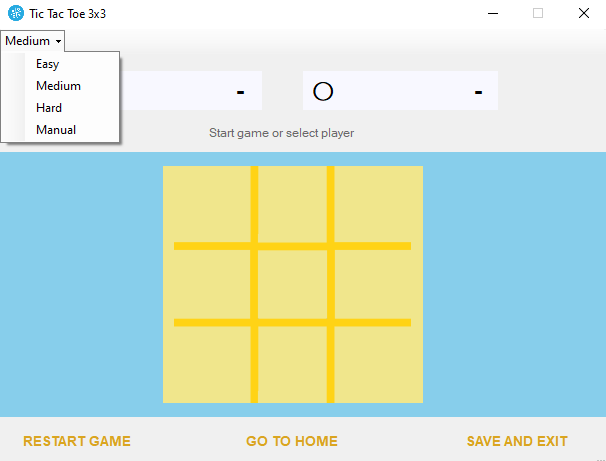 Tic Tac Toe 3x3
Medium
Easy
Medium
Hard
Manual
-
O -
Start game or select player
RESTART GAME GO TO HOME SAVE AND EXIT